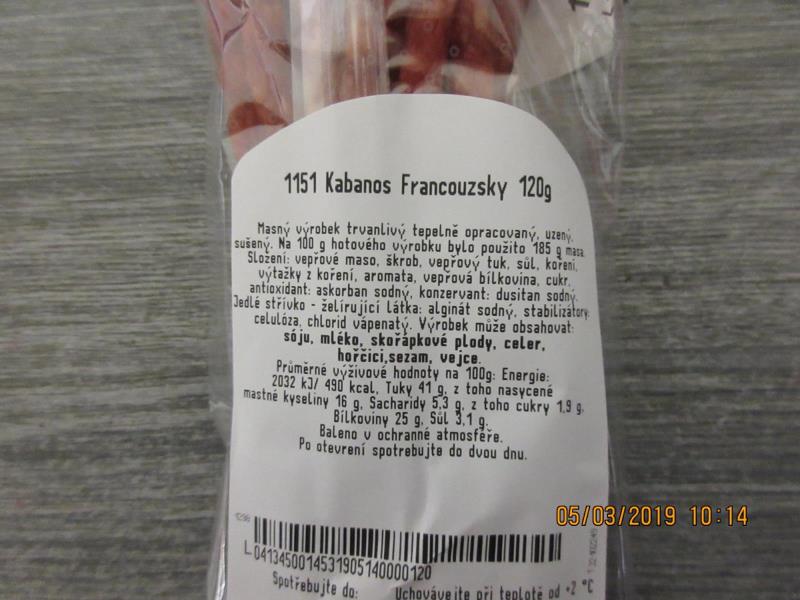 1151 Kabanos Francouzsky 120g
Masný výrobek trvanlivý tepelně opracovaný, uzený,
sušený. Na 100 g hotového výrobku bylo použito 185 g masa.
Složení: vepřové maso, škrob, vepřový tuk, sůl, koření,
výtažky z koření, aromata, vepřová bílkovina, cukr,
antioxidant: askorban sodný, konzervant: dusitan sodný.
Jedlé střívko - želírující látka: alginát sodný, stabilizátory:
celulóza, chlorid vápenatý. Výrobek může obsahovat:
sóju, mléko, skořápkové plody, celer,
hořčici,sezam, vejce.
Průměrné výživové hodnoty na 100g: Energie:
2032 kJ/ 490 kcal, Tuky 41 g, z toho nasycené
mastné kyseliny 16 g, Sacharidy 5,3 g, z toho cukry 1,9 g,
Bílkoviny 25 g, Sůl 3,1 g.
Baleno v ochranné atmosféře.
Po otevření spotřebujte do dvou dnu.
05/03/2019 10:14
L0413450014531905140000120
Spotřebujte do: Uchovávejte při teplotě od +2 °C